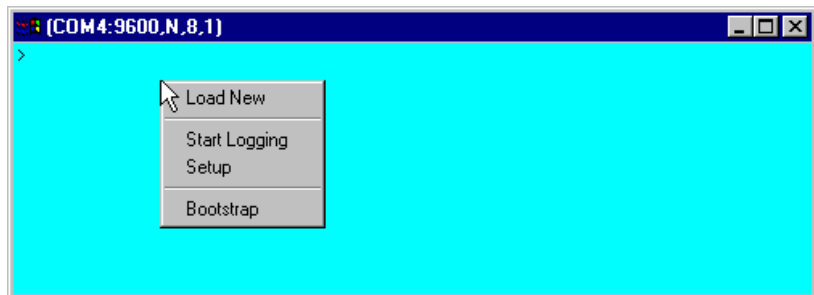 (COM4:9600,N,8,1)
>
Load New
Start Logging
Setup
Bootstrap